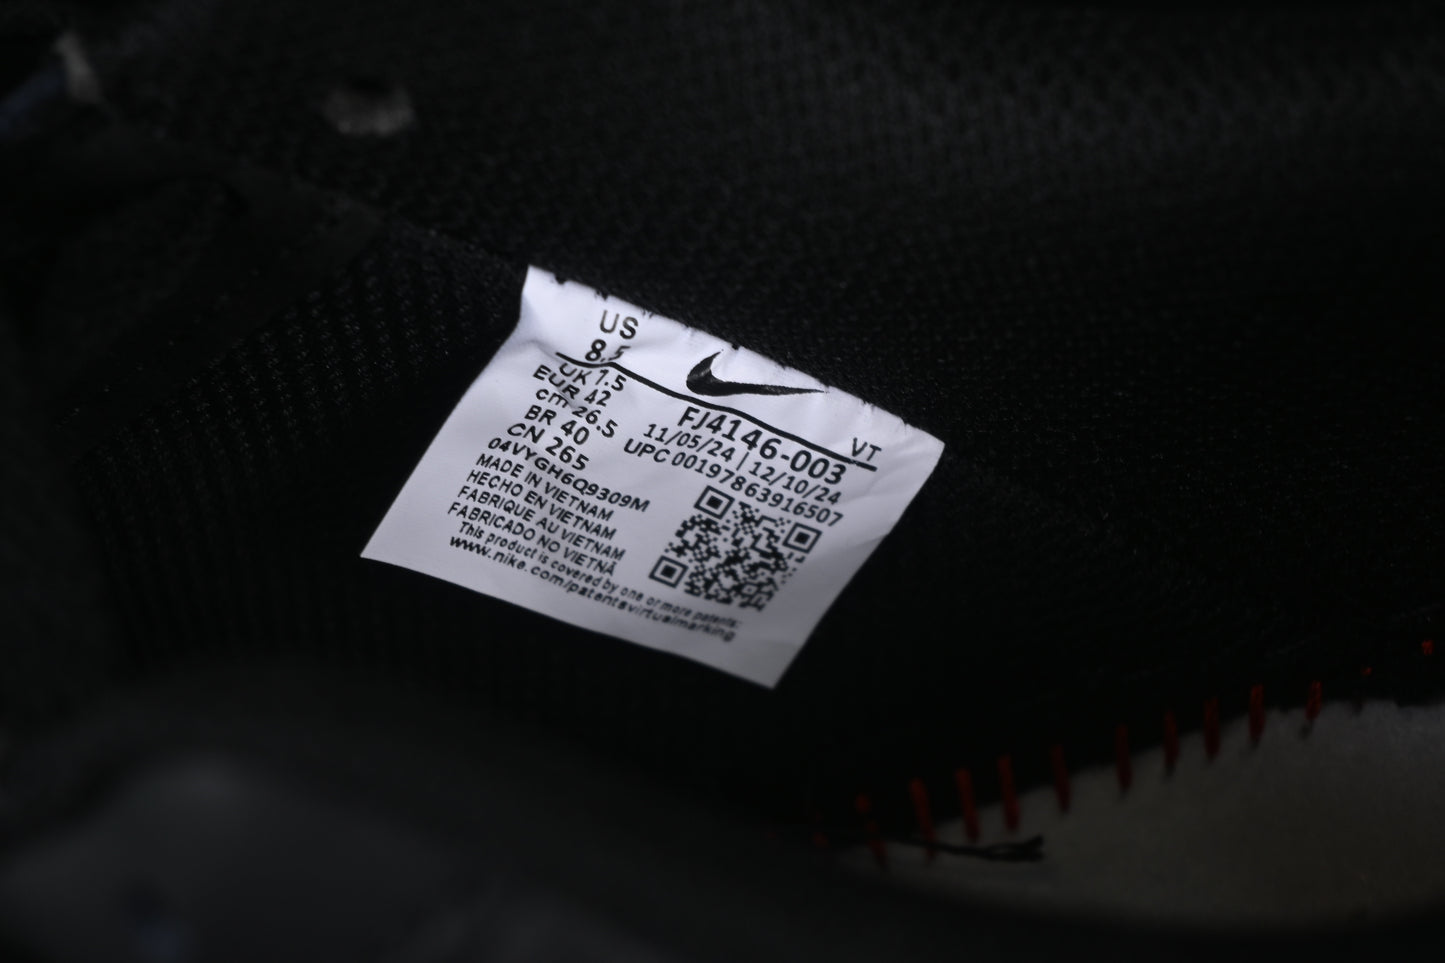 US
8.5
UK 7.5
EUR 42
cm 26.5
BR 40
CN 265
FJ4146-003
VT
11/05/24 | 12/10/24
UPC 00197863916507
04VYGH6Q9309M
MADE IN VIETNAM
HECHO EN VIETNAM
FABRIQUE AU VIETNAM
FABRICADO NO VIETNÃ
This product is covered by one or more patents:
www.nike.com/patentsvirtualmarking